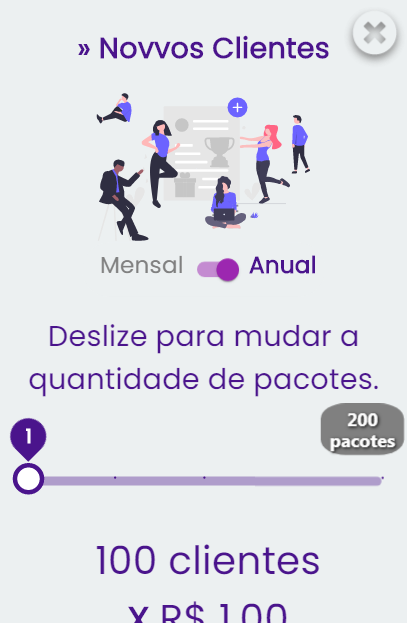 » Novvos Clientes
Mensal Anual
Deslize para mudar a
quantidade de pacotes.
200
pacotes
1
100 clientes
x R$ 1,00